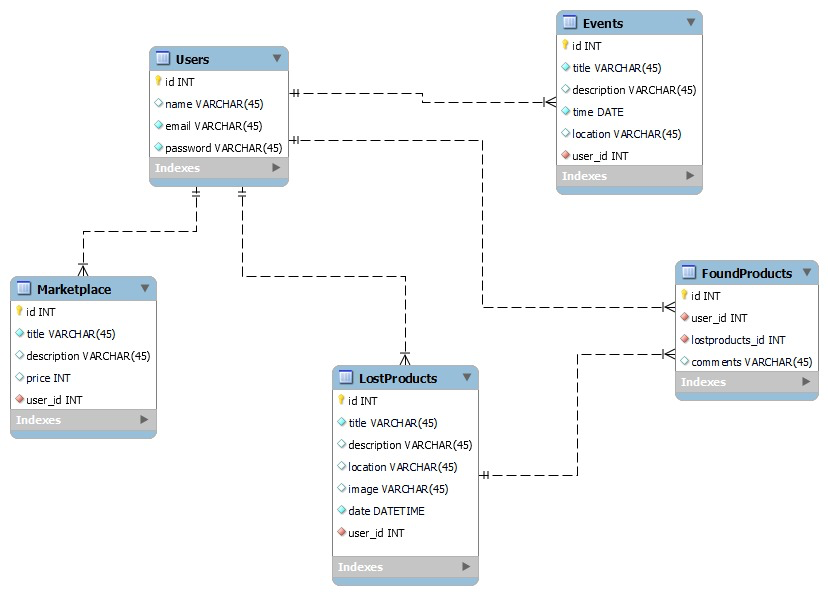 Users
id INT
name VARCHAR(45)
email VARCHAR(45)
password VARCHAR(45)
Indexes
Events
id INT
title VARCHAR(45)
description VARCHAR(45)
time DATE
location VARCHAR(45)
user_id INT
Indexes
Marketplace
id INT
title VARCHAR(45)
description VARCHAR(45)
price INT
user_id INT
Indexes
LostProducts
id INT
title VARCHAR(45)
description VARCHAR(45)
location VARCHAR(45)
image VARCHAR(45)
date DATETIME
user_id INT
Indexes
FoundProducts
id INT
user_id INT
lostproducts_id INT
comments VARCHAR(45)
Indexes